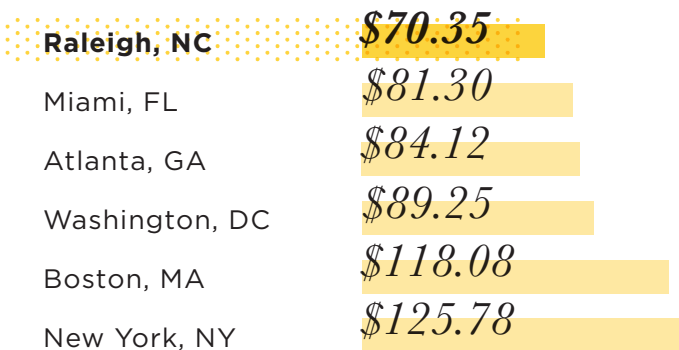 Raleigh, NC $70.35
Miami, FL $81.30
Atlanta, GA $84.12
Washington, DC $89.25
Boston, MA $118.08
New York, NY $125.78